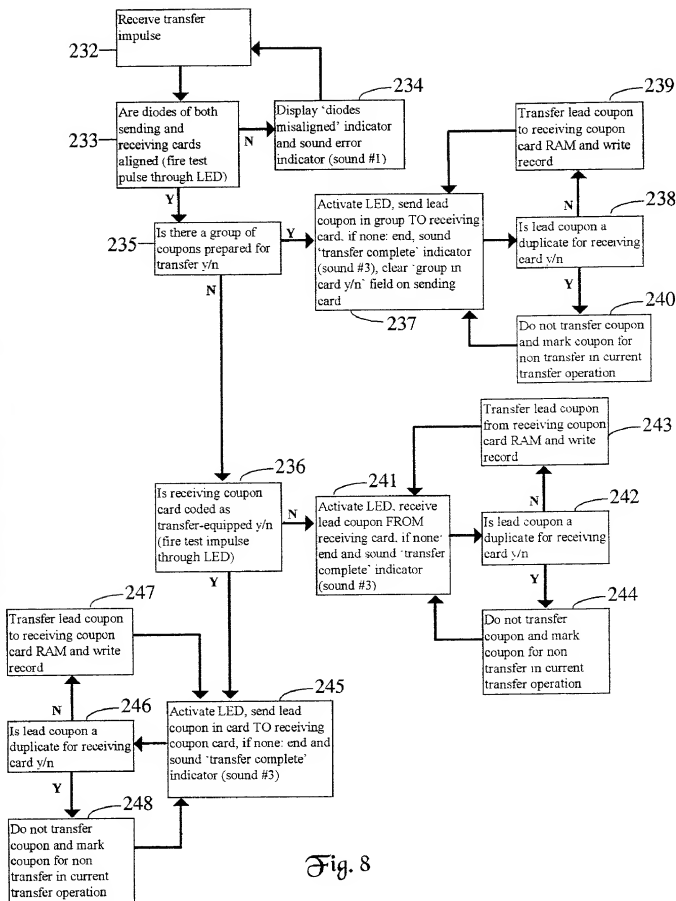 Receive transfer
impulse
232
234
Display 'diodes
misaligned' indicator
and sound error
indicator (sound #1)
Are diodes of both
sending and
receiving cards
aligned (fire test
pulse through LED)
233
N
Y
239
Transfer lead coupon
to receiving coupon
card RAM and write
record
Is there a group of
coupons prepared for
transfer y/n
235
Y
N
Activate LED, send lead
coupon in group TO receiving
card, if none: end, sound
'transfer complete' indicator
(sound #3), clear 'group in
card y/n' field on sending
card
237
N
238
Is lead coupon a
duplicate for receiving
card y/n
Y
240
Do not transfer coupon
and mark coupon for
non transfer in current
transfer operation
Transfer lead coupon
from receiving coupon
card RAM and write
record
243
236
Is receiving coupon
card coded as
transfer-equipped y/n
(fire test impulse
through LED)
N
Y
241
Activate LED, receive
lead coupon FROM
receiving card, if none:
end and sound 'transfer
complete' indicator
(sound #3)
N
242
Is lead coupon a
duplicate for receiving
card y/n
Y
244
Do not transfer
coupon and mark
coupon for non
transfer in current
transfer operation
247
Transfer lead coupon
to receiving coupon
card RAM and write
record
N
246
Is lead coupon a
duplicate for receiving
card y/n
Y
245
Activate LED, send lead
coupon in card TO receiving
coupon card, if none: end and
sound 'transfer complete'
indicator (sound #3)
248
Do not transfer
coupon and mark
coupon for non
transfer in current
transfer operation
Fig. 8